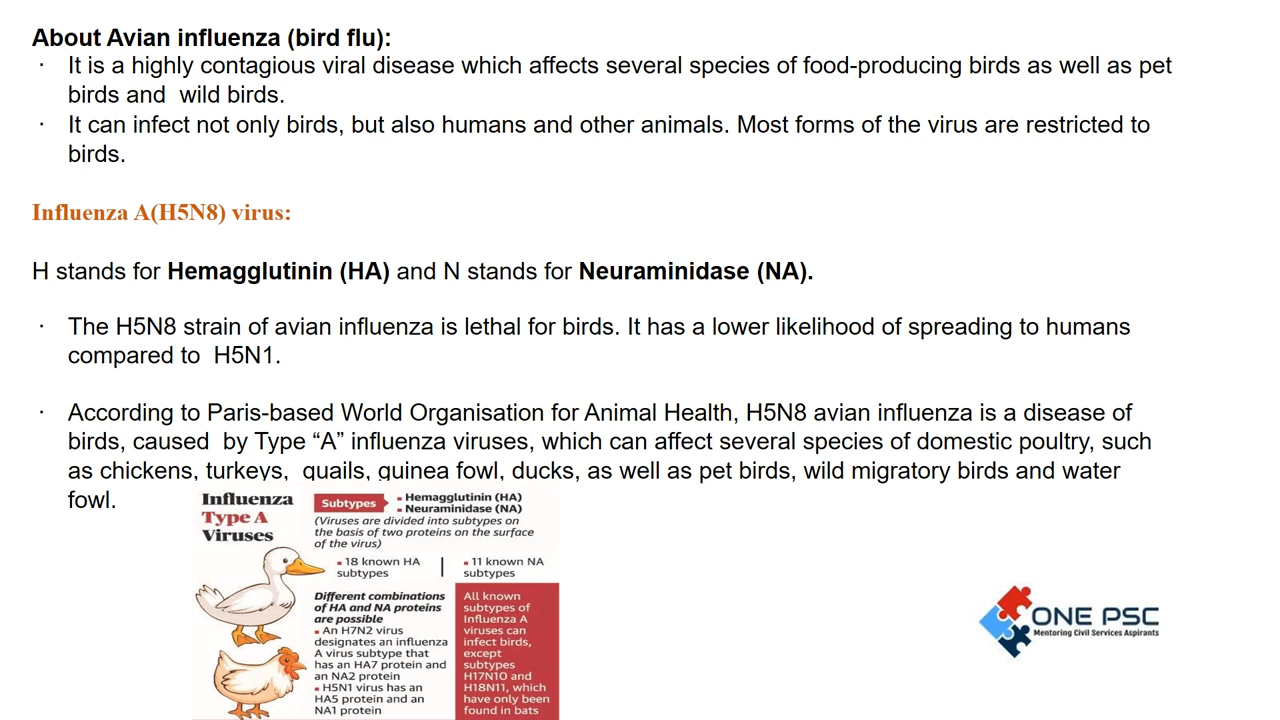 About Avian influenza (bird flu):
· It is a highly contagious viral disease which affects several species of food-producing birds as well as pet
birds and  wild birds.
· It can infect not only birds, but also humans and other animals. Most forms of the virus are restricted to
birds.
Influenza A(H5N8) virus:
H stands for Hemagglutinin (HA) and N stands for Neuraminidase (NA).
· The H5N8 strain of avian influenza is lethal for birds. It has a lower likelihood of spreading to humans
compared to  H5N1.
· According to Paris-based World Organisation for Animal Health, H5N8 avian influenza is a disease of
birds, caused  by Type “A” influenza viruses, which can affect several species of domestic poultry, such
as chickens, turkeys,  quails, guinea fowl, ducks, as well as pet birds, wild migratory birds and water
fowl.
Influenza
Type A
Viruses
Subtypes
▪ Hemagglutinin (HA)
▪ Neuraminidase (NA)
(Viruses are divided into subtypes on
the basis of two proteins on the surface
of the virus)
▪ 18 known HA
subtypes
▪ 11 known NA
subtypes
Different combinations
of HA and NA proteins
are possible
▪ An H7N2 virus
designates an influenza
A virus subtype that
has an HA7 protein and
an NA2 protein
▪ H5N1 virus has an
HA5 protein and an
NA1 protein
All known
subtypes of
Influenza A
viruses can
infect birds,
except
subtypes
H17N10 and
H18N11, which
have only been
found in bats
ONE PSC
Mentoring Civil Services Aspirants